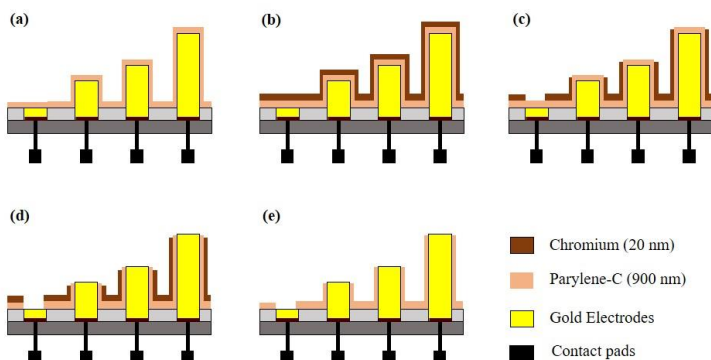 (a)
(b)
(c)
(d)
(e)
Chromium (20 nm)
Parylene-C (900 nm)
Gold Electrodes
Contact pads